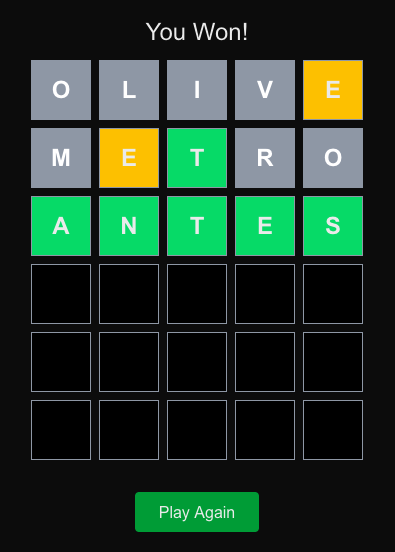 You Won!
O L I V E
M E T R O
A N T E S
Play Again